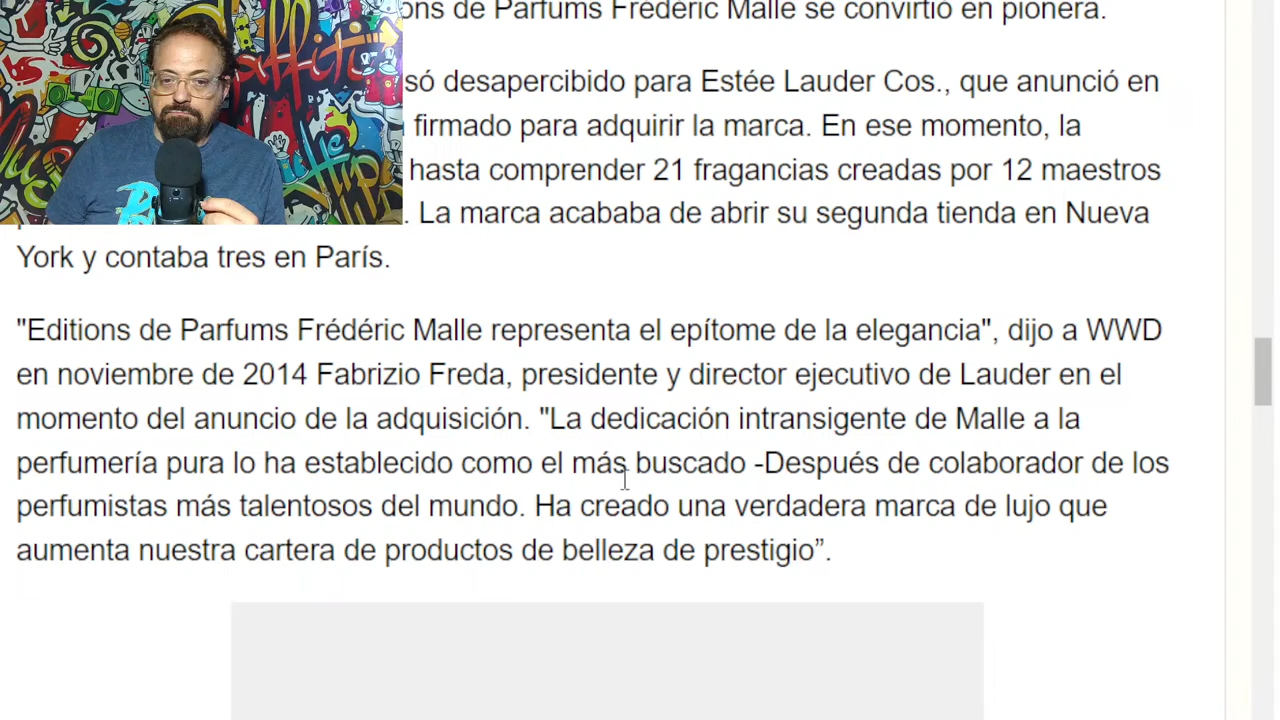 ons de Parfums Frédéric Malle se convirtió en pionera.
só desapercibido para Estée Lauder Cos., que anunció en
firmado para adquirir la marca. En ese momento, la
hasta comprender 21 fragancias creadas por 12 maestros
. La marca acababa de abrir su segunda tienda en Nueva
York y contaba tres en París.
"Editions de Parfums Frédéric Malle representa el epítome de la elegancia", dijo a WWD
en noviembre de 2014 Fabrizio Freda, presidente y director ejecutivo de Lauder en el
momento del anuncio de la adquisición. "La dedicación intransigente de Malle a la
perfumería pura lo ha establecido como el más buscado -Después de colaborador de los
perfumistas más talentosos del mundo. Ha creado una verdadera marca de lujo que
aumenta nuestra cartera de productos de belleza de prestigio”.